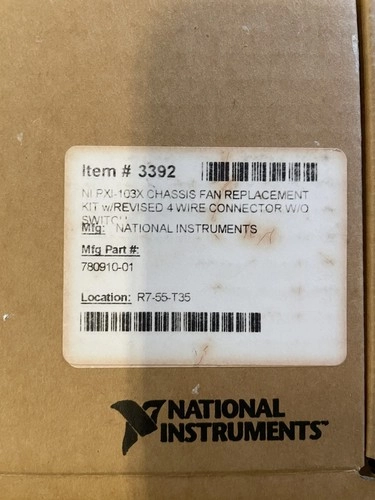 Item # 3392
NI PXI-103X CHASSIS FAN REPLACEMENT
KIT w/REVISED 4 WIRE CONNECTOR W/O
SWITCH
Mfg: NATIONAL INSTRUMENTS
Mfg Part #:
780910-01
Location: R7-55-T35
NATIONAL
INSTRUMENTS™